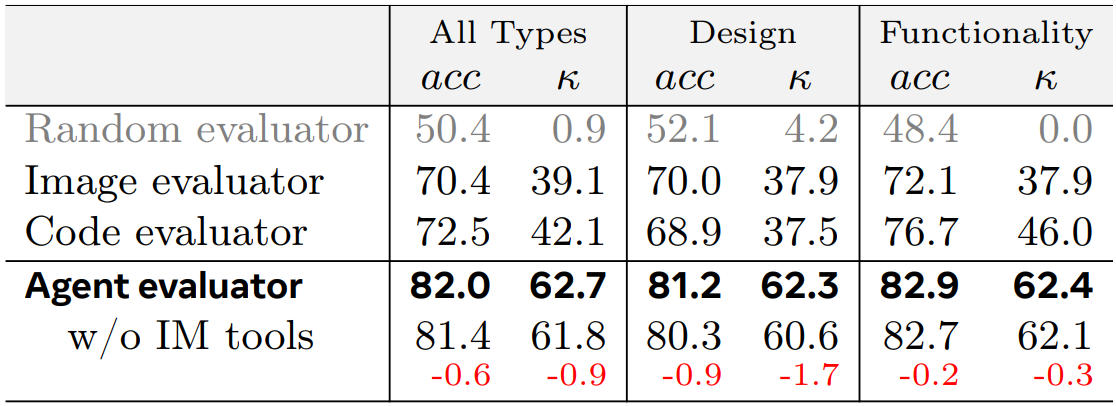 All Types Design Functionality
acc κ acc κ acc κ
Random evaluator 50.4 0.9 52.1 4.2 48.4 0.0
Image evaluator 70.4 39.1 70.0 37.9 72.1 37.9
Code evaluator 72.5 42.1 68.9 37.5 76.7 46.0
Agent evaluator 82.0 62.7 81.2 62.3 82.9 62.4
w/o IM tools 81.4 61.8 80.3 60.6 82.7 62.1
-0.6 -0.9 -0.9 -1.7 -0.2 -0.3